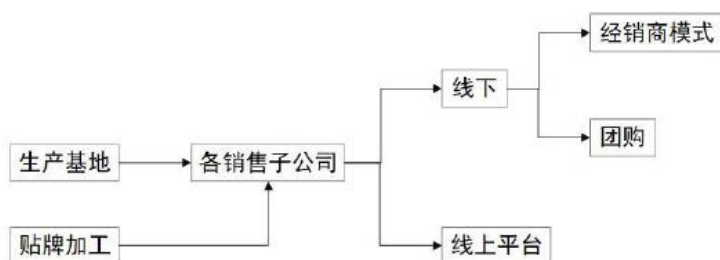 经销商模式
线下
团购
生产基地
各销售子公司
贴牌加工
线上平台